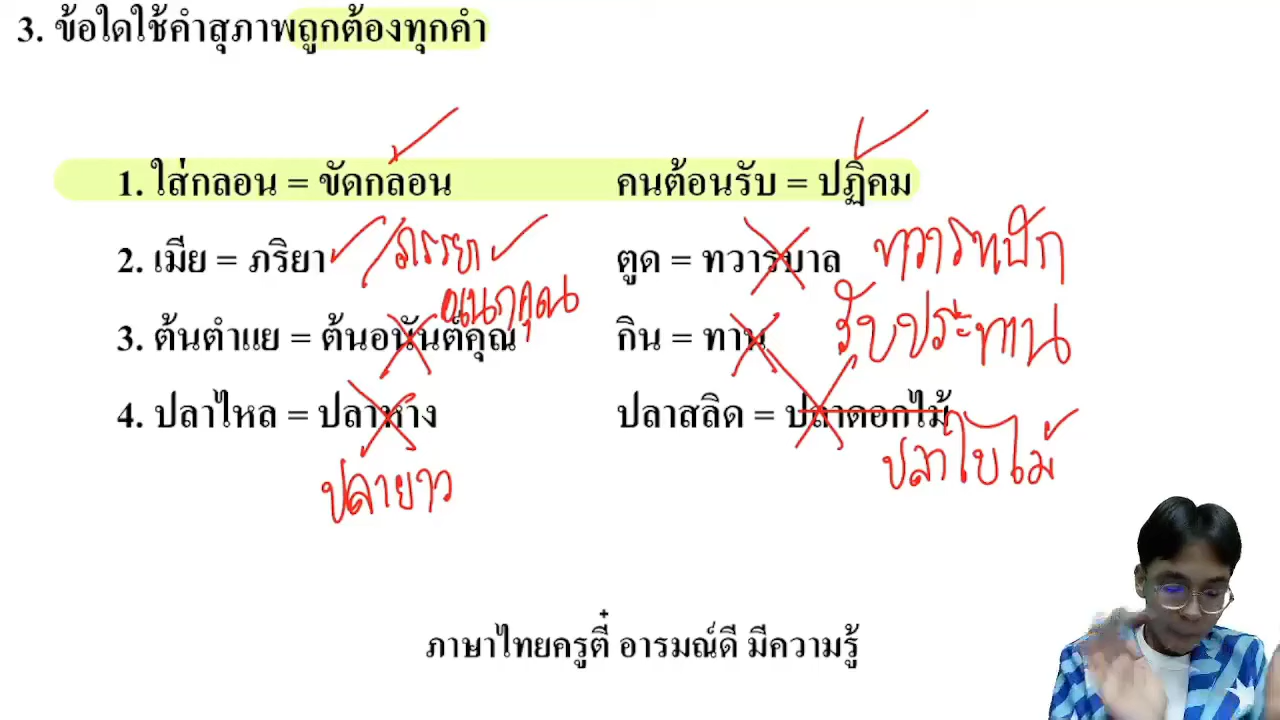 3. ข้อใดใช้คำสุภาพถูกต้องทุกคำ
1. ใส่กลอน = ขัดกลอน คนต้อนรับ = ปฏิคม
2. เมีย = ภริยา /ภรรยา ตูด = ทวารบาล ทวารหนัก
อเนกคุณ
3. ต้นตำแย = ต้นอนันต์คุณ กิน = ทาน รับประทาน
4. ปลาไหล = ปลาหาง ปลาสลิด = ปลาดอกไม้
ปลายาว ปลาใบไม้
ภาษาไทยครูตี๋ อารมณ์ดี มีความรู้